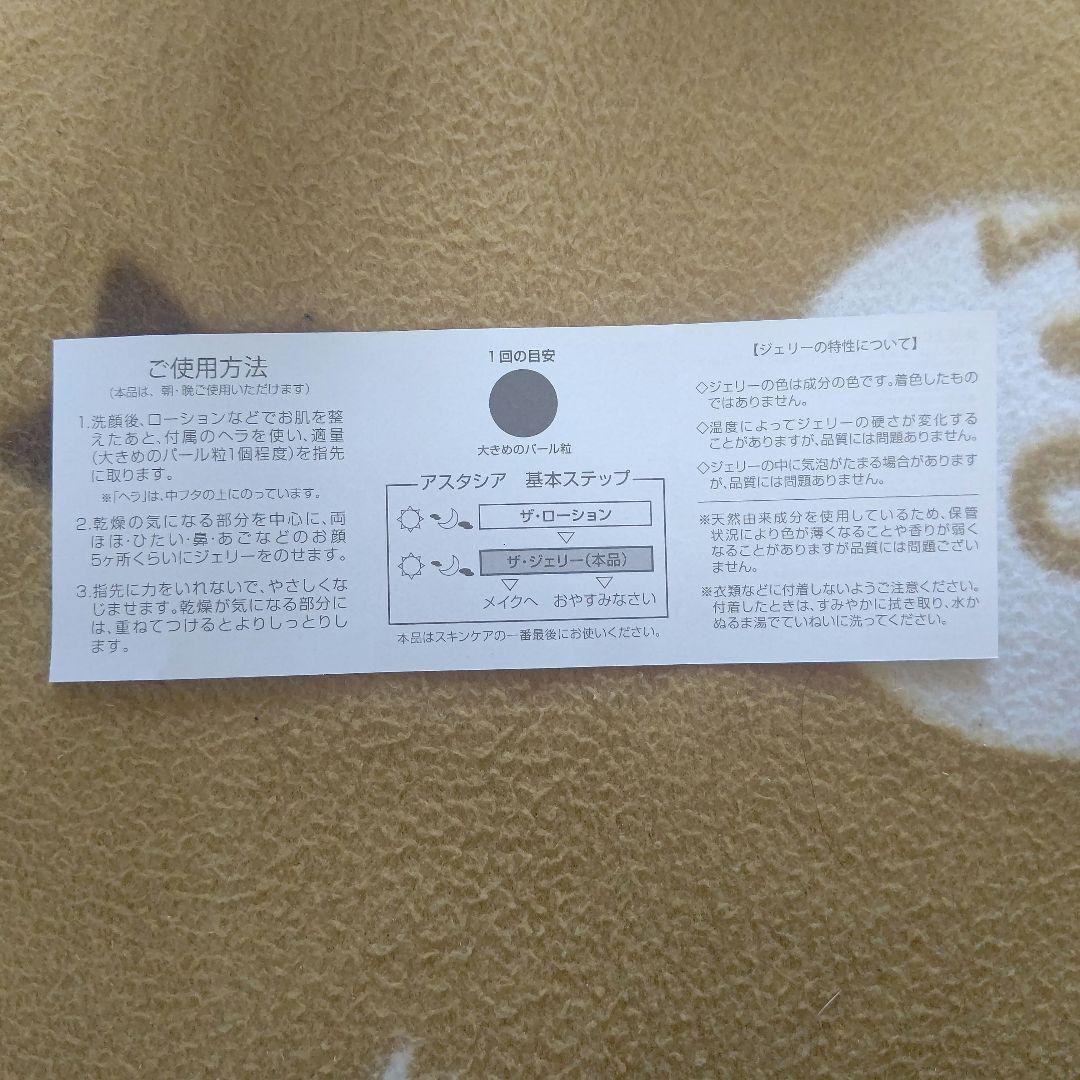 ご使用方法
(本品は、朝・晩ご使用いただけます)
1.洗顔後、ローションなどでお肌を整
えたあと、付属のヘラを使い、適量
(大きめのパール粒1個程度)を指先
に取ります。
※「ヘラ」は、中フタの上にのっています。
2.乾燥の気になる部分を中心に、両
ほほ・ひたい・鼻・あごなどのお顔
5ヶ所くらいにジェリーをのせます。
3.指先に力をいれないで、やさしくな
じませます。乾燥が気になる部分に
は、重ねてつけるとよりしっとりし
ます。
1回の目安
大きめのパール粒
アスタシア 基本ステップ
ザ・ローション
ザ・ジェリー(本品)
メイクへ おやすみなさい
本品はスキンケアの一番最後にお使いください。
【ジェリーの特性について】
◇ジェリーの色は成分の色です。着色したもの
ではありません。
◇温度によってジェリーの硬さが変化する
ことがありますが、品質には問題ありません。
◇ジェリーの中に気泡がたまる場合があります
が、品質には問題ありません。
※天然由来成分を使用しているため、保管
状況により色が薄くなることや香りが弱く
なることがありますが品質には問題ござい
ません。
※衣類などに付着しないようご注意ください。
付着したときは、すみやかに拭き取り、水か
ぬるま湯でていねいに洗ってください。